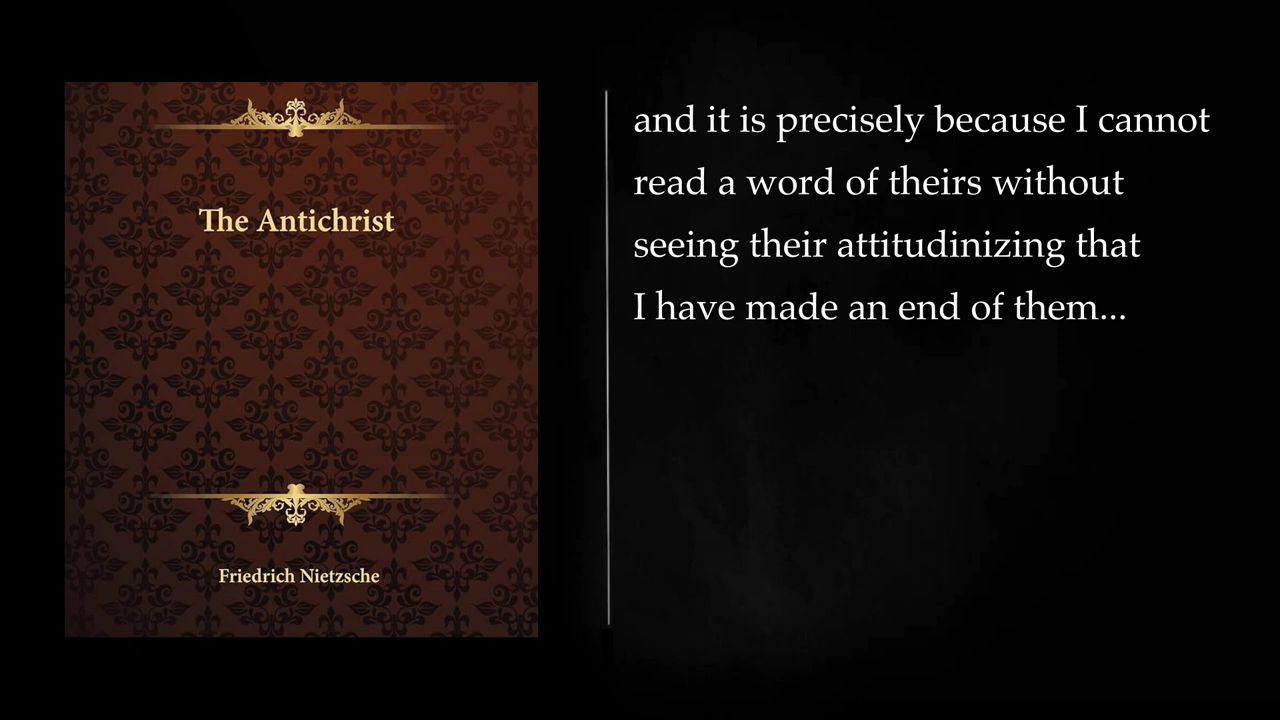 The Antichrist
Friedrich Nietzsche
and it is precisely because I cannot
read a word of theirs without
seeing their attitudinizing that
I have made an end of them...